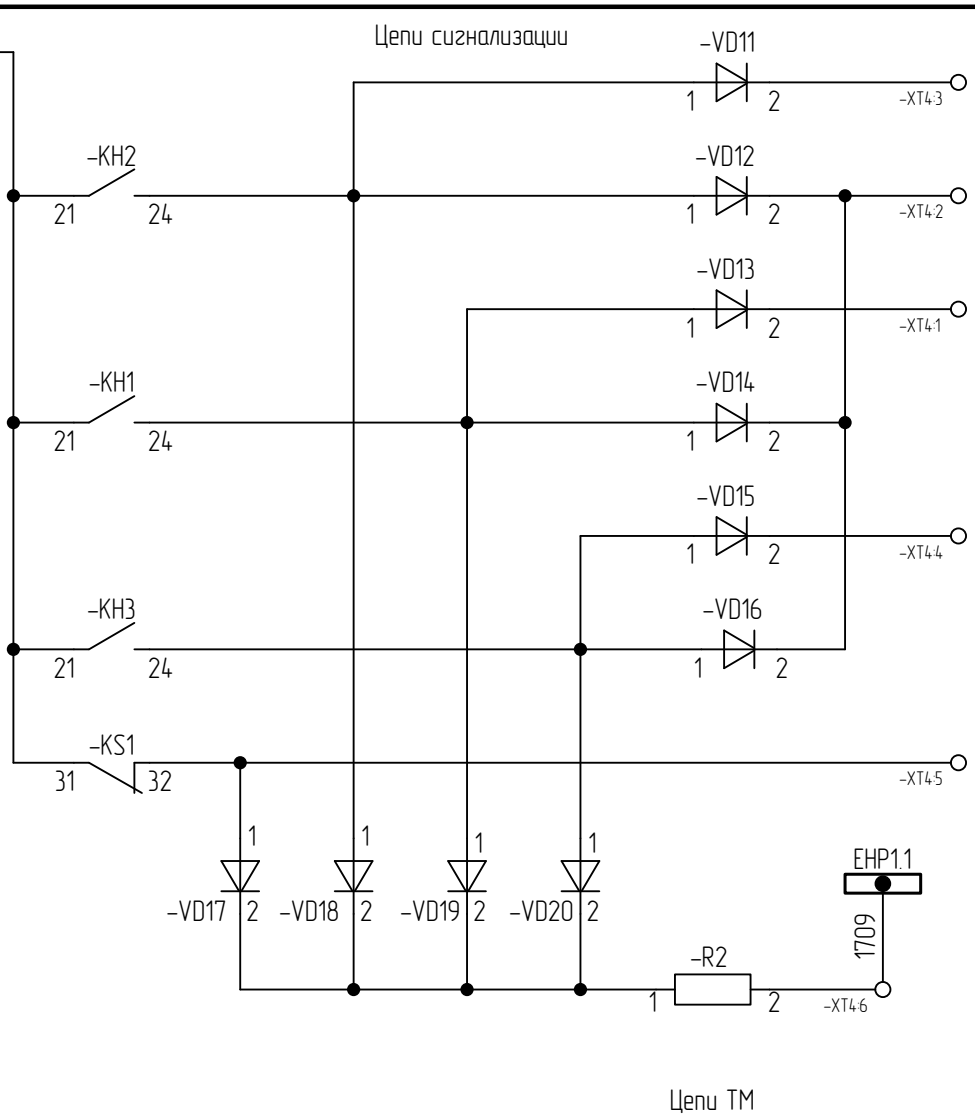 Цепи сигнализации
-VD11
1 2
-XT4:3
-KH2
-VD12
21 24 1 2
-XT4:2
-VD13
1 2
-XT4:1
-KH1
-VD14
21 24 1 2
-VD15
1 2
-XT4:4
-KH3
-VD16
21 24 1 2
-KS1
31 32
-XT4:5
1 1 1 1
EHP1.1
-VD17 2 -VD18 2 -VD19 2 -VD20 2
1709
-R2
1 2
-XT4:6
Цепи ТМ